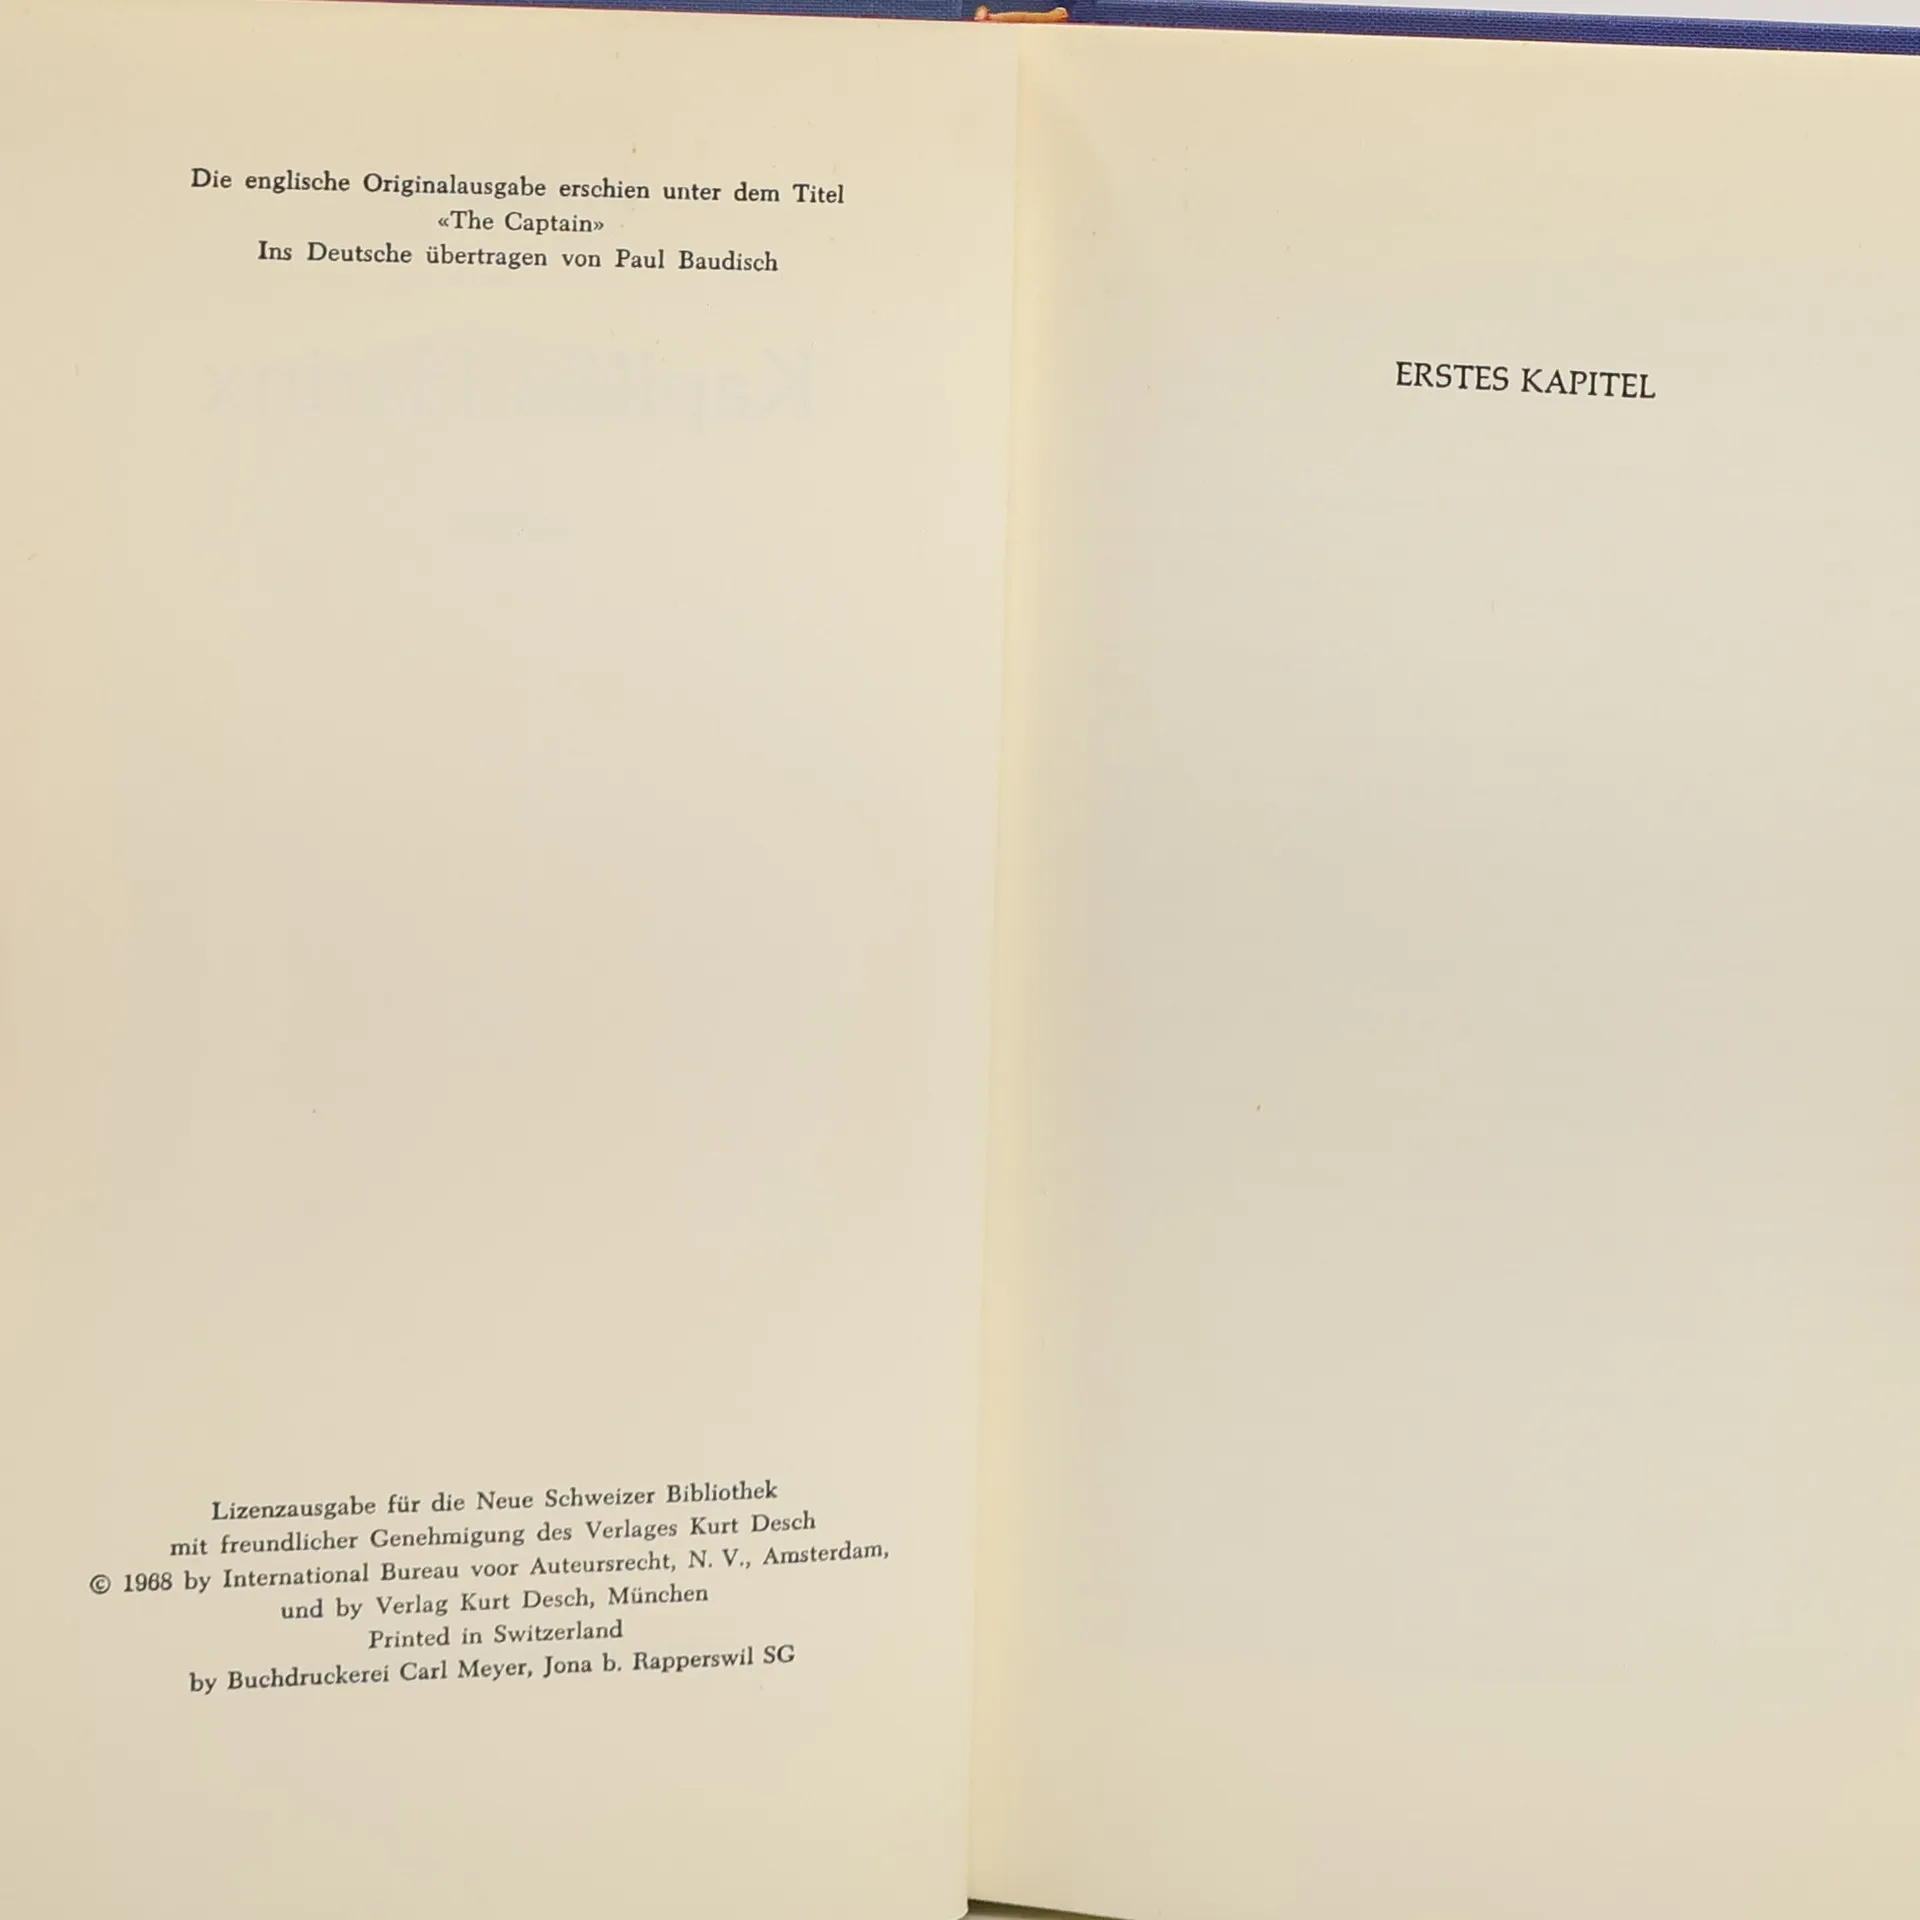 Die englische Originalausgabe erschien unter dem Titel
«The Captain»
Ins Deutsche übertragen von Paul Baudisch
Lizenzausgabe für die Neue Schweizer Bibliothek
mit freundlicher Genehmigung des Verlages Kurt Desch
© 1968 by International Bureau voor Auteursrecht, N. V., Amsterdam,
und by Verlag Kurt Desch, München
Printed in Switzerland
by Buchdruckerei Carl Meyer, Jona b. Rapperswil SG
ERSTES KAPITEL